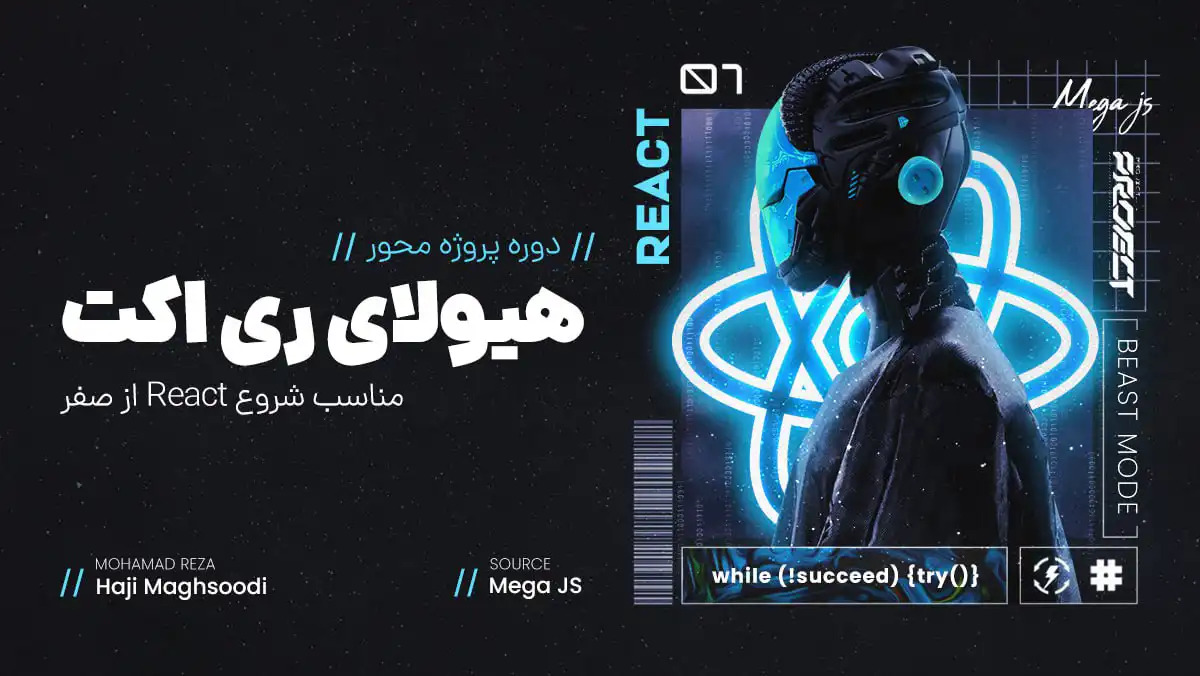 // دوره پروژه محور //
هیولای ری اکت
مناسب شروع React از صفر
MOHAMAD REZA
// Haji Maghsoodi
SOURCE
// Mega JS
01
REACT
Mega js
PROJECT
BEAST MODE
while (!succeed) {try()}
#